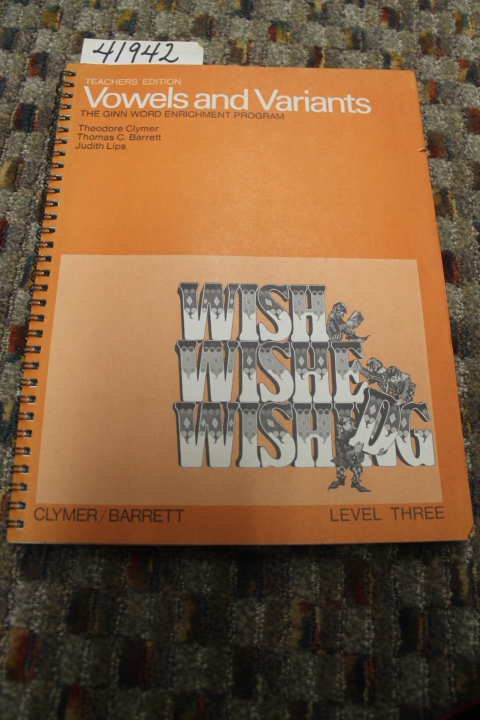 41942
TEACHERS' EDITION
Vowels and Variants
THE GINN WORD ENRICHMENT PROGRAM
Theodore Clymer
Thomas C. Barrett
Judith Lips
WISH
WISHED
WISHING
CLYMER/BARRETT
LEVEL THREE